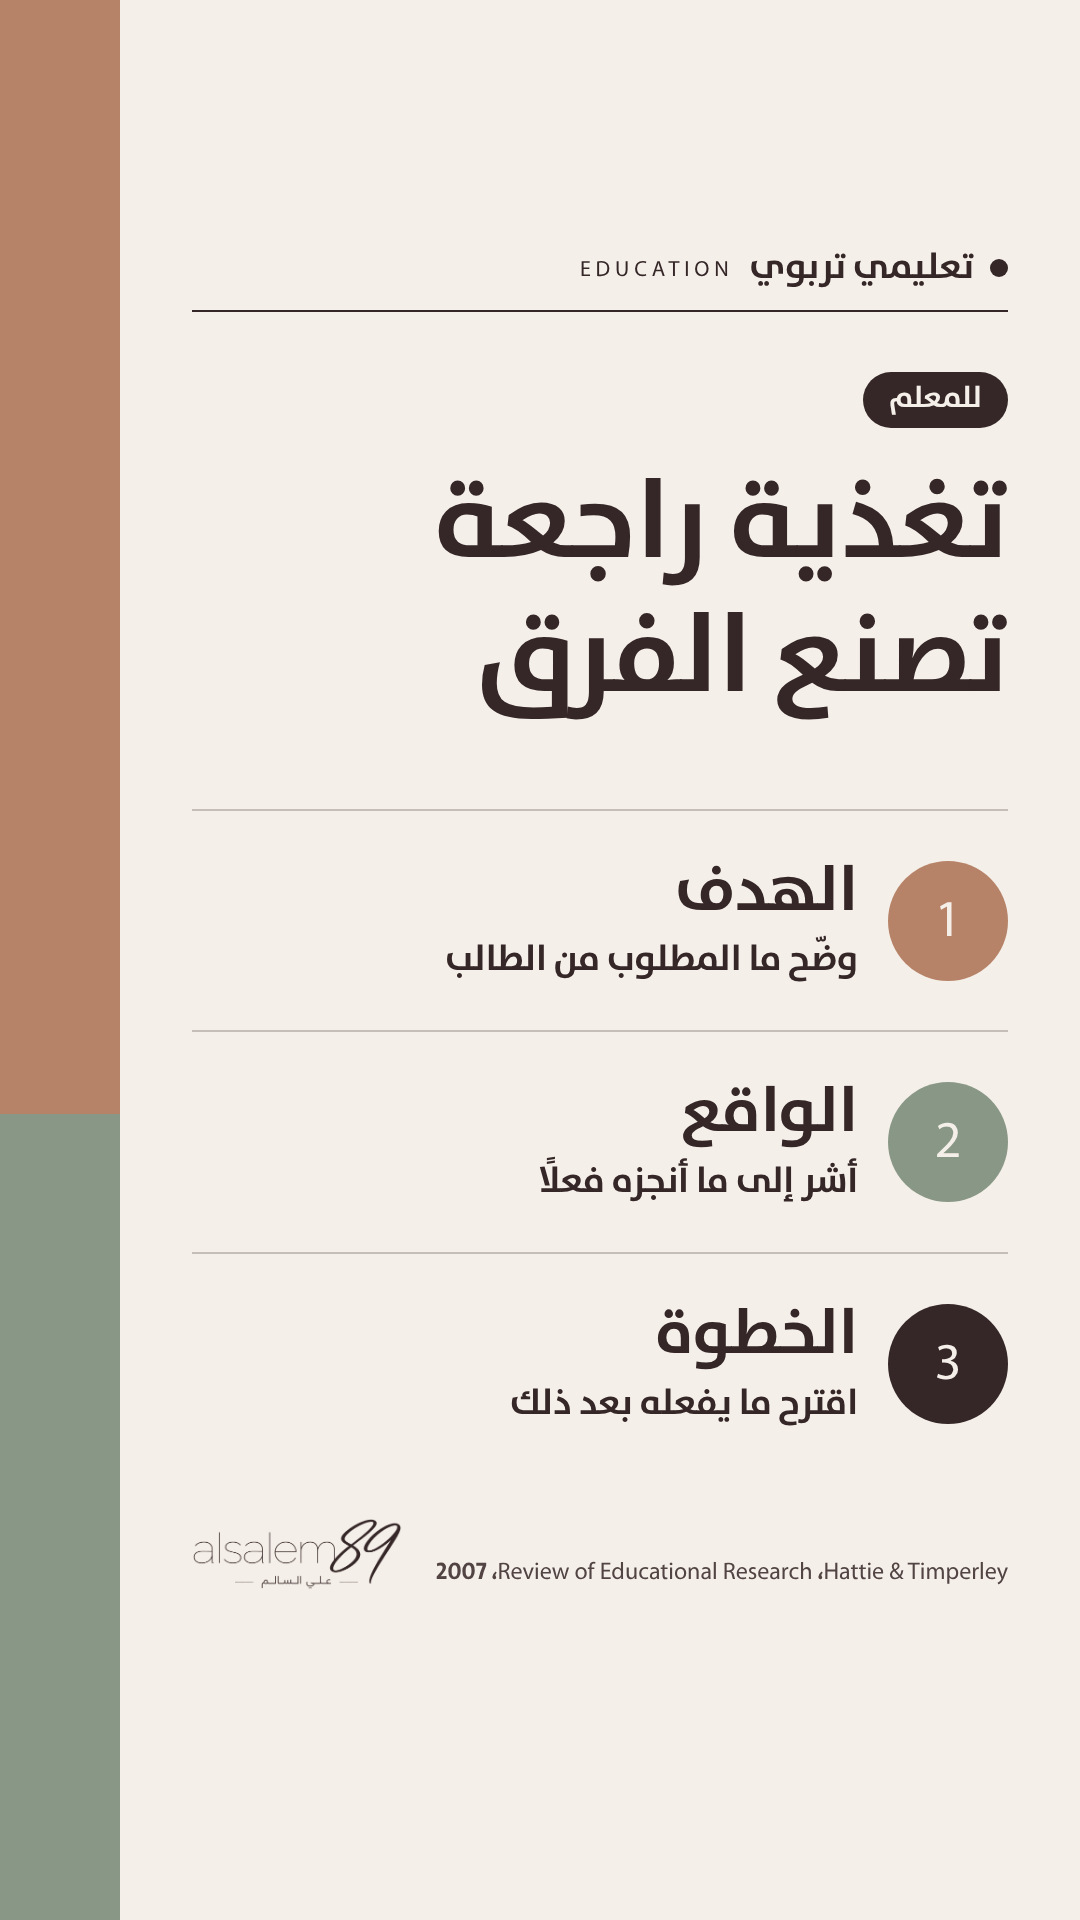 تعليمي تربوي EDUCATION
للمعلم
تغذية راجعة
تصنع الفرق
1
الهدف
وضّح ما المطلوب من الطالب
2
الواقع
أشر إلى ما أنجزه فعلًا
3
الخطوة
اقترح ما يفعله بعد ذلك
Hattie & Timperley، Review of Educational Research، 2007
alsalem89
علي السالم